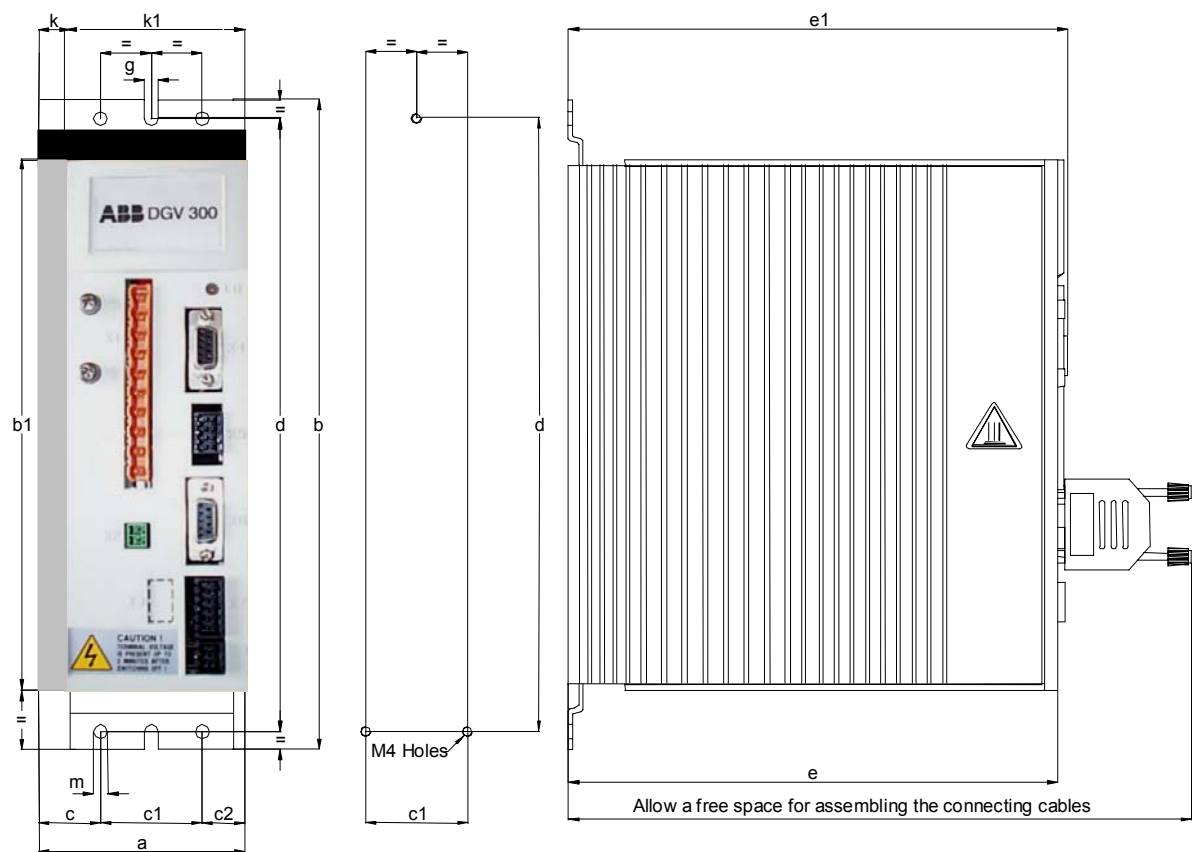 k
k1
e1
=
=
=
=
g
=
ABB DGV 300
b1
d
b
d
CAUTION !
TERMINAL VOLTAGE
IS PRESENT UP TO
2 MINUTES AFTER
SWITCHING OFF !
=
=
M4 Holes
m
e
c
c1
c2
c1
Allow a free space for assembling the connecting cables
a